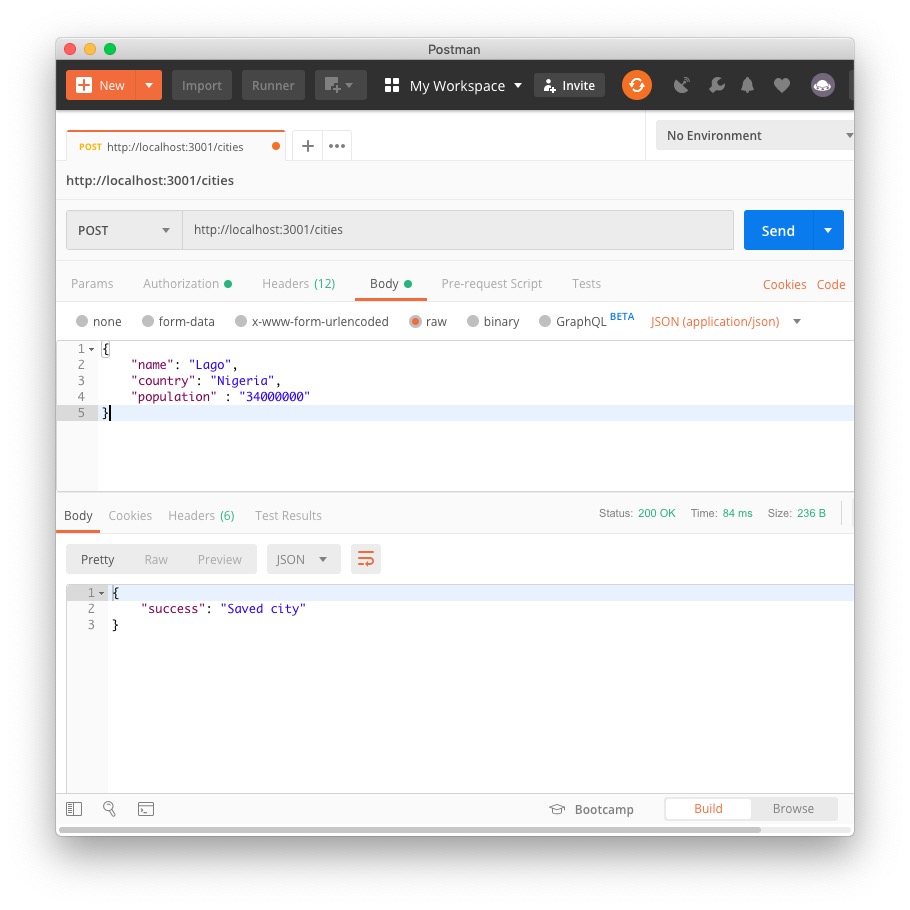 Postman
New Import Runner My Workspace Invite
POST http://localhost:3001/cities + ••• No Environment
http://localhost:3001/cities
POST http://localhost:3001/cities Send
Params Authorization Headers (12) Body Pre-request Script Tests Cookies Code
none form-data x-www-form-urlencoded raw binary GraphQL BETA JSON (application/json)
1 {
2 "name": "Lago",
3 "country": "Nigeria",
4 "population" : "34000000"
5 }
Body Cookies Headers (6) Test Results Status: 200 OK Time: 84 ms Size: 236 B
Pretty Raw Preview JSON
1 {
2 "success": "Saved city"
3 }
Bootcamp Build Browse